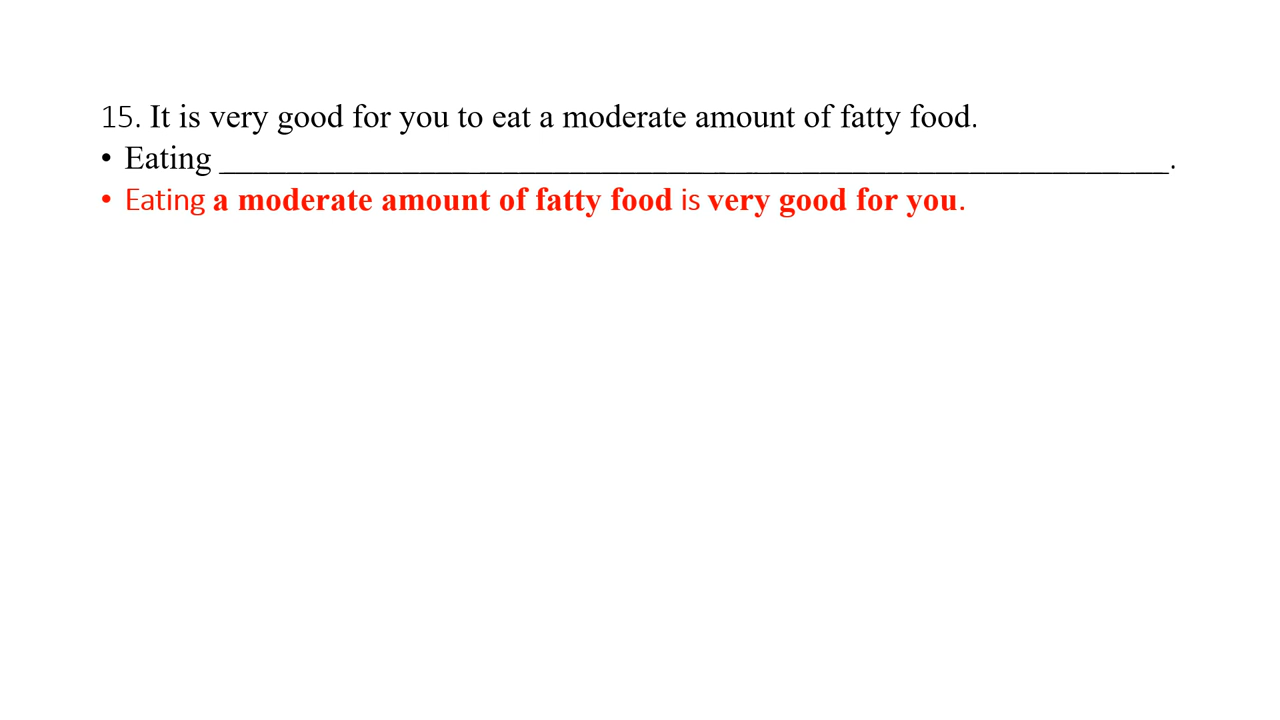 15. It is very good for you to eat a moderate amount of fatty food.
• Eating _________________________________________________________.
• Eating a moderate amount of fatty food is very good for you.